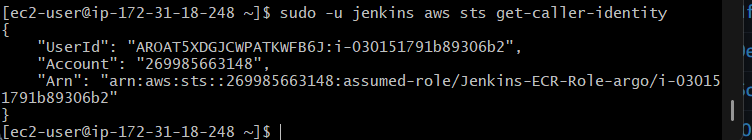 [ec2-user@ip-172-31-18-248 ~]$ sudo -u jenkins aws sts get-caller-identity
{
    "UserId": "AROAT5XDGJCWPATKWFB6J:i-030151791b89306b2",
    "Account": "269985663148",
    "Arn": "arn:aws:sts::269985663148:assumed-role/Jenkins-ECR-Role-argo/i-03015
1791b89306b2"
}
[ec2-user@ip-172-31-18-248 ~]$